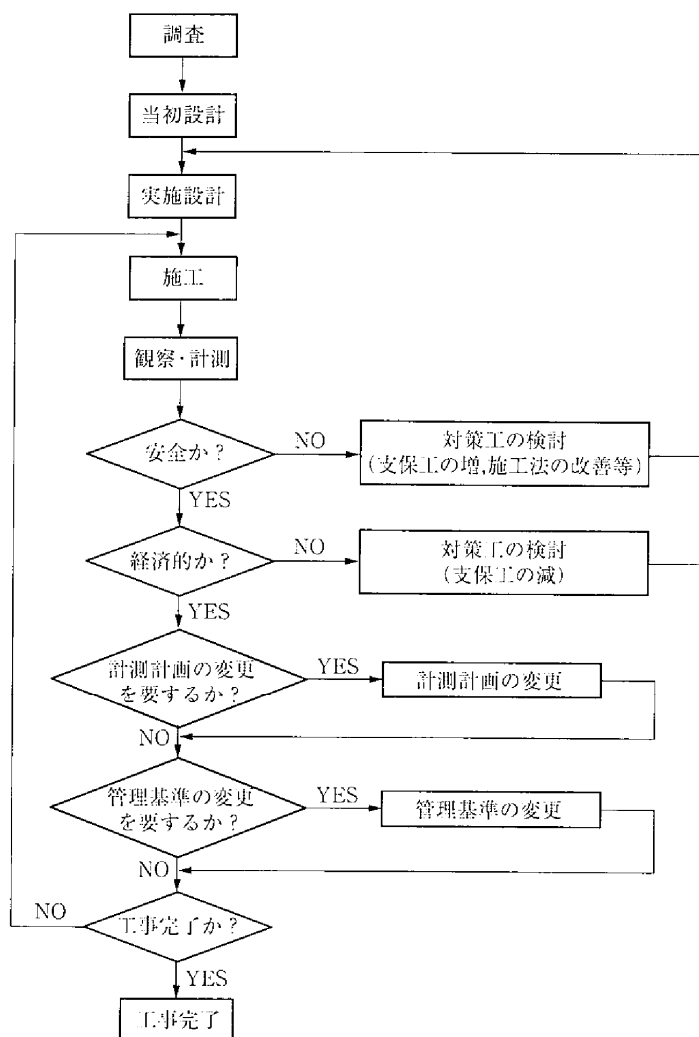 調査
当初設計
実施設計
施工
観察・計測
安全か?
NO
対策工の検討
(支保工の増,施工法の改善等)
YES
経済的か?
NO
対策工の検討
(支保工の減)
YES
計測計画の変更
を要するか?
YES
計測計画の変更
NO
管理基準の変更
を要するか?
YES
管理基準の変更
NO
工事完了か?
NO
YES
工事完了